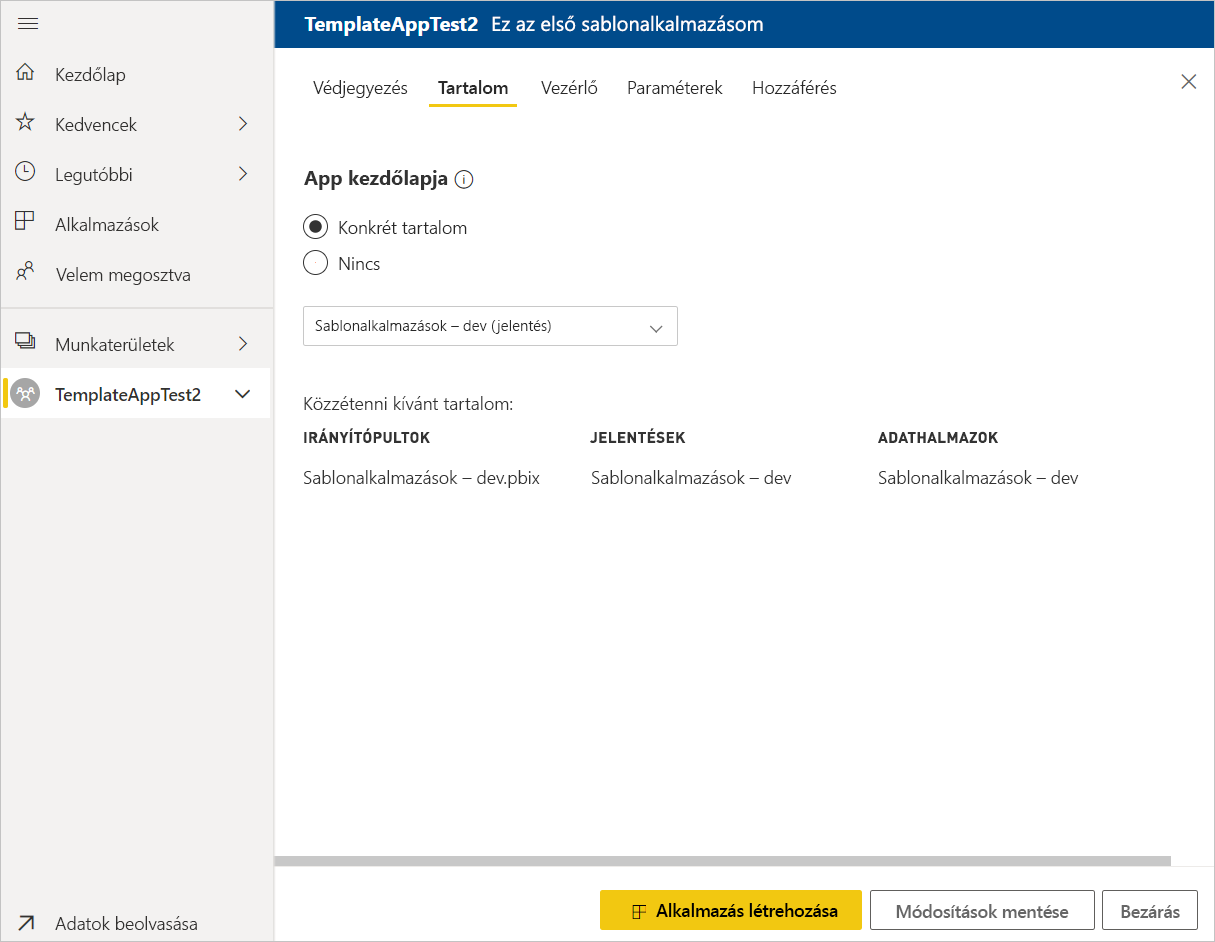 TemplateAppTest2 Ez az első sablonalkalmazásom
Kezdőlap
Kedvencek
Legutóbbi
Alkalmazások
Velem megosztva
Munkaterületek
TemplateAppTest2
Adatok beolvasása
Védjegyezés Tartalom Vezérlő Paraméterek Hozzáférés
App kezdőlapja
Konkrét tartalom
Nincs
Sablonalkalmazások – dev (jelentés)
Közzétenni kívánt tartalom:
IRÁNYÍTÓPULTOK JELENTÉSEK ADATHALMAZOK
Sablonalkalmazások – dev.pbix Sablonalkalmazások – dev Sablonalkalmazások – dev
Alkalmazás létrehozása Módosítások mentése Bezárás